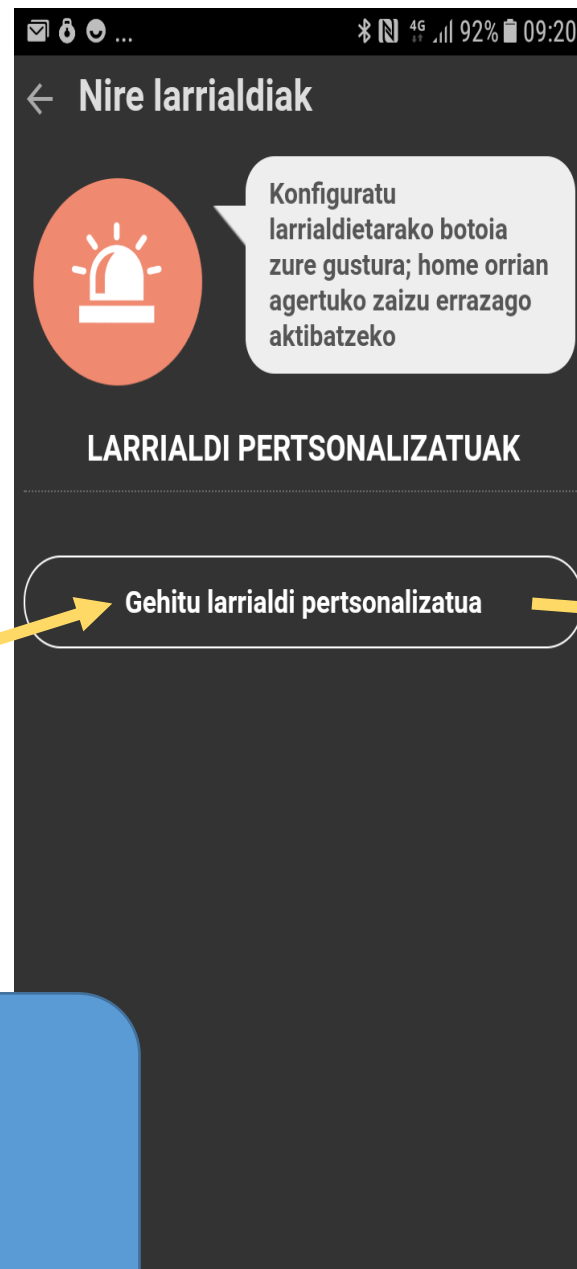 ... 4G 92% 09:20
Nire larrialdiak
Konfiguratu
larrialdietarako botoia
zure gustura; home orrian
agertuko zaizu errazago
aktibatzeko
LARRIALDI PERTSONALIZATUAK
Gehitu larrialdi pertsonalizatua